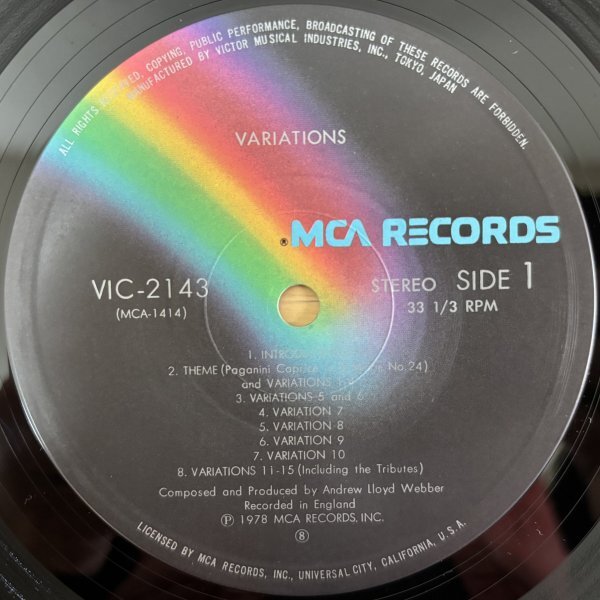 ALL RIGHTS RESERVED, COPYING, PUBLIC PERFORMANCE, BROADCASTING OF THESE RECORDS ARE FORBIDDEN.
MANUFACTURED BY VICTOR MUSICAL INDUSTRIES, INC., TOKYO, JAPAN
VARIATIONS
® MCA RECORDS
VIC-2143
(MCA-1414)
STEREO SIDE 1
33 1/3 RPM
1. INTRODUCTION
2. THEME (Paganini Caprice No.24)
and VARIATIONS
3. VARIATIONS 5 and 6
4. VARIATION 7
5. VARIATION 8
6. VARIATION 9
7. VARIATION 10
8. VARIATIONS 11-15 (Including the Tributes)
Composed and Produced by Andrew Lloyd Webber
Recorded in England
℗ 1978 MCA RECORDS, INC.
⑧
LICENSED BY MCA RECORDS, INC., UNIVERSAL CITY, CALIFORNIA, U.S.A.